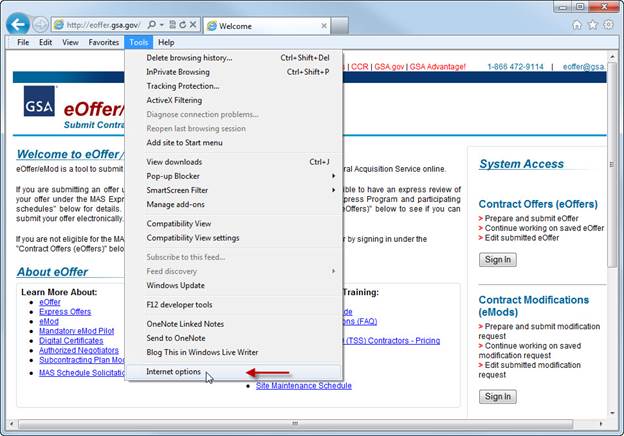 http://eoffer.gsa.gov/
Welcome
File Edit View Favorites Tools Help
Delete browsing history... Ctrl+Shift+Del
InPrivate Browsing Ctrl+Shift+P
Tracking Protection...
ActiveX Filtering
Diagnose connection problems...
Reopen last browsing session
Add site to Start menu
View downloads Ctrl+J
Pop-up Blocker
SmartScreen Filter
Manage add-ons
Compatibility View
Compatibility View settings
Subscribe to this feed...
Feed discovery
Windows Update
F12 developer tools
OneNote Linked Notes
Send to OneNote
Blog This in Windows Live Writer
Internet options
| CCR | GSA.gov | GSA Advantage! 1-866 472-9114 | eoffer@gsa.
GSA
eOffer/
Submit Contra
Welcome to eOffer/
eOffer/eMod is a tool to submit
ral Acquisition Service online.
If you are submitting an offer u
ible to have an express review of
your offer under the MAS Expre
xpress Program and participating
schedules" below for details.
Offers)" below to see if you can
submit your offer electronically.
If you are not eligible for the MA
r by signing in under the
"Contract Offers (eOffers)" belo
About eOffer
Learn More About:
eOffer
Express Offers
eMod
Mandatory eMod Pilot
Digital Certificates
Authorized Negotiators
Subcontracting Plan Mod
MAS Schedule Solicitatio
Training:
de
ons (FAQ)
(TSS) Contractors - Pricing
Site Maintenance Schedule
System Access
Contract Offers (eOffers)
> Prepare and submit eOffer
> Continue working on saved eOffer
> Edit submitted eOffer
Sign In
Contract Modifications
(eMods)
> Prepare and submit modification
request
> Continue working on saved
modification request
> Edit submitted modification
request
Sign In